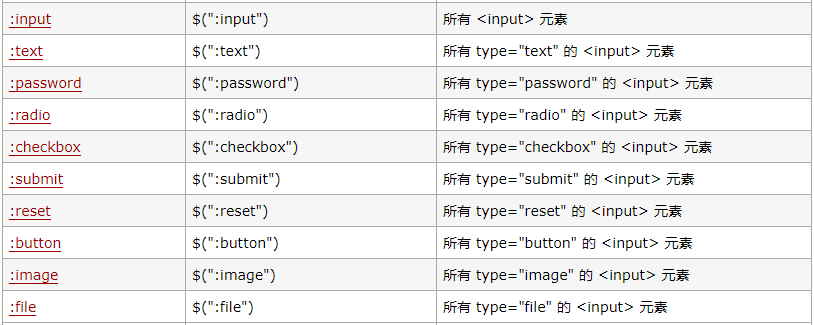 :input $(":input") 所有 <input> 元素
:text $(":text") 所有 type="text" 的 <input> 元素
:password $(":password") 所有 type="password" 的 <input> 元素
:radio $(":radio") 所有 type="radio" 的 <input> 元素
:checkbox $(":checkbox") 所有 type="checkbox" 的 <input> 元素
:submit $(":submit") 所有 type="submit" 的 <input> 元素
:reset $(":reset") 所有 type="reset" 的 <input> 元素
:button $(":button") 所有 type="button" 的 <input> 元素
:image $(":image") 所有 type="image" 的 <input> 元素
:file $(":file") 所有 type="file" 的 <input> 元素